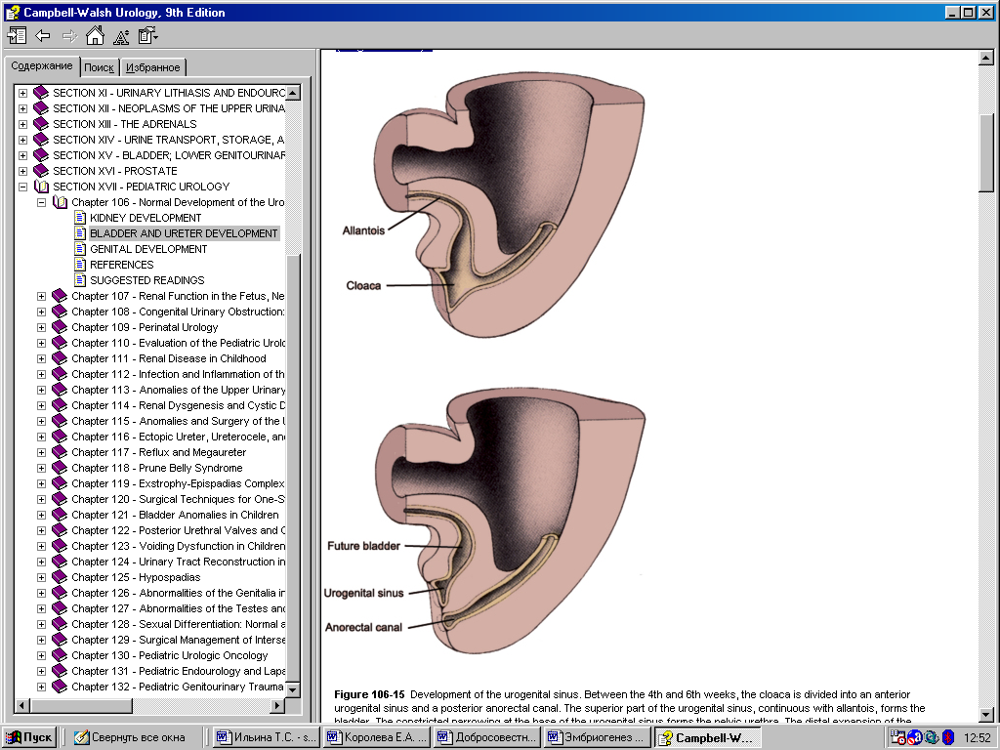 Campbell-Walsh Urology, 9th Edition
Содержание Поиск Избранное
SECTION XI - URINARY LITHIASIS AND ENDOURC
SECTION XII - NEOPLASMS OF THE UPPER URINA
SECTION XIII - THE ADRENALS
SECTION XIV - URINE TRANSPORT, STORAGE, A
SECTION XV - BLADDER; LOWER GENITOURINAR
SECTION XVI - PROSTATE
SECTION XVII - PEDIATRIC UROLOGY
Chapter 106 - Normal Development of the Uro
KIDNEY DEVELOPMENT
BLADDER AND URETER DEVELOPMENT
GENITAL DEVELOPMENT
REFERENCES
SUGGESTED READINGS
Chapter 107 - Renal Function in the Fetus, Ne
Chapter 108 - Congenital Urinary Obstruction:
Chapter 109 - Perinatal Urology
Chapter 110 - Evaluation of the Pediatric Urolo
Chapter 111 - Renal Disease in Childhood
Chapter 112 - Infection and Inflammation of th
Chapter 113 - Anomalies of the Upper Urinary
Chapter 114 - Renal Dysgenesis and Cystic D
Chapter 115 - Anomalies and Surgery of the U
Chapter 116 - Ectopic Ureter, Ureterocele, and
Chapter 117 - Reflux and Megaureter
Chapter 118 - Prune Belly Syndrome
Chapter 119 - Exstrophy-Epispadias Complex
Chapter 120 - Surgical Techniques for One-S
Chapter 121 - Bladder Anomalies in Children
Chapter 122 - Posterior Urethral Valves and O
Chapter 123 - Voiding Dysfunction in Children
Chapter 124 - Urinary Tract Reconstruction in
Chapter 125 - Hypospadias
Chapter 126 - Abnormalities of the Genitalia in
Chapter 127 - Abnormalities of the Testes and
Chapter 128 - Sexual Differentiation: Normal a
Chapter 129 - Surgical Management of Interse
Chapter 130 - Pediatric Urologic Oncology
Chapter 131 - Pediatric Endourology and Lapa
Chapter 132 - Pediatric Genitourinary Trauma
Allantois
Cloaca
Future bladder
Urogenital sinus
Anorectal canal
Figure 106-15 Development of the urogenital sinus. Between the 4th and 6th weeks, the cloaca is divided into an anterior
urogenital sinus and a posterior anorectal canal. The superior part of the urogenital sinus, continuous with allantois, forms the
bladder. The constricted narrowing at the base of the urogenital sinus forms the pelvic urethra. The distal expansion of the
Пуск Свернуть все окна Ильина Т.С. - s... Королева Е.А. ... Добросовестн... Эмбриогенез ... Campbell-W... 12:52